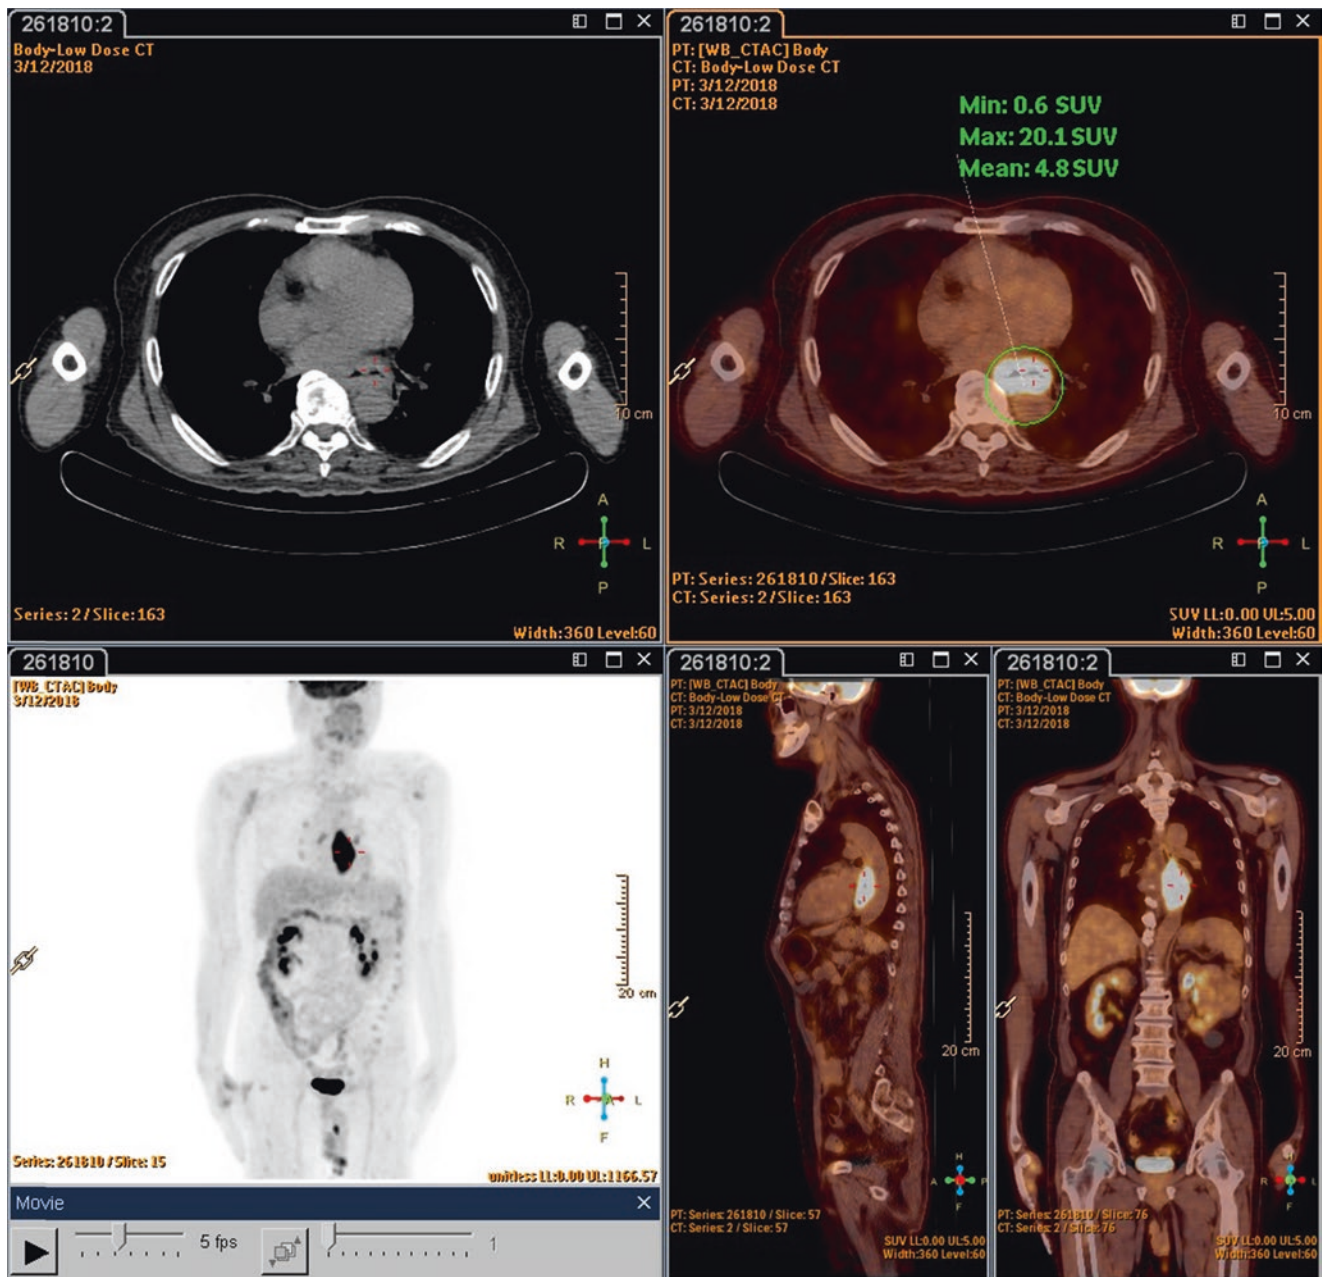 261810:2
Body-Low Dose CT
3/12/2018
10 cm
A
R F L
P
Series: 2 / Slice: 163
Width:360 Level:60
261810:2
PT: [WB_CTAC] Body
CT: Body-Low Dose CT
PT: 3/12/2018
CT: 3/12/2018
Min: 0.6 SUV
Max: 20.1 SUV
Mean: 4.8 SUV
10 cm
A
R F L
P
PT: Series: 261810 / Slice: 163
CT: Series: 2 / Slice: 163
SUV LL:0.00 UL:5.00
Width:360 Level:60
261810
[WB_CTAC] Body
3/12/2018
20 cm
H
R A L
F
Series: 261810 / Slice: 15
unitless LL:0.00 UL:1166.57
Movie
5 fps
1
261810:2
PT: [WB_CTAC] Body
CT: Body-Low Dose CT
PT: 3/12/2018
CT: 3/12/2018
20 cm
H
A P
F
PT: Series: 261810 / Slice: 57
CT: Series: 2 / Slice: 57
SUV LL:0.00 UL:5.00
Width:360 Level:60
261810:2
PT: [WB_CTAC] Body
CT: Body-Low Dose CT
PT: 3/12/2018
CT: 3/12/2018
20 cm
H
R L
F
PT: Series: 261810 / Slice: 76
CT: Series: 2 / Slice: 76
SUV LL:0.00 UL:5.00
Width:360 Level:60